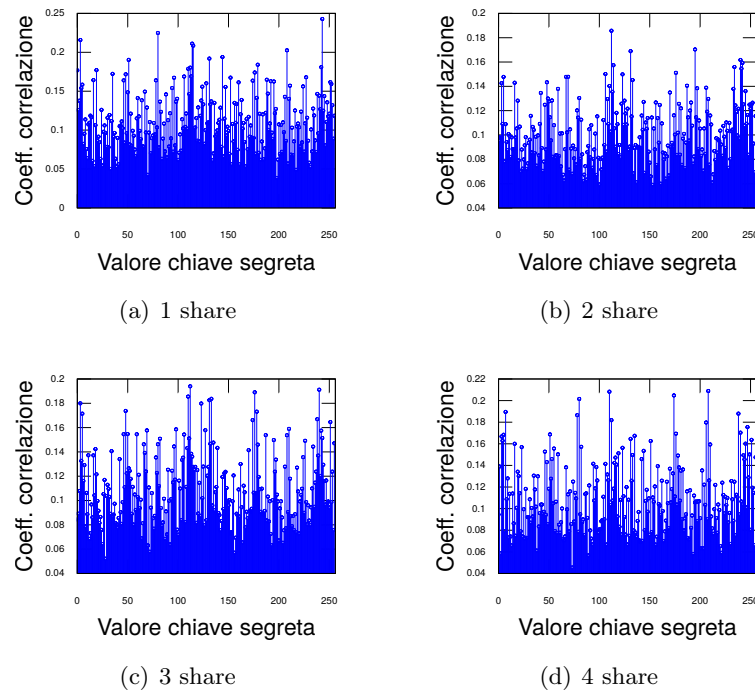 Coeff. correlazione
0.25
0.2
0.15
0.1
0.05
0
0 50 100 150 200 250
Valore chiave segreta
(a) 1 share
Coeff. correlazione
0.2
0.18
0.16
0.14
0.12
0.1
0.08
0.06
0.04
0 50 100 150 200 250
Valore chiave segreta
(b) 2 share
Coeff. correlazione
0.2
0.18
0.16
0.14
0.12
0.1
0.08
0.06
0.04
0 50 100 150 200 250
Valore chiave segreta
(c) 3 share
Coeff. correlazione
0.22
0.2
0.18
0.16
0.14
0.12
0.1
0.08
0.06
0.04
0 50 100 150 200 250
Valore chiave segreta
(d) 4 share